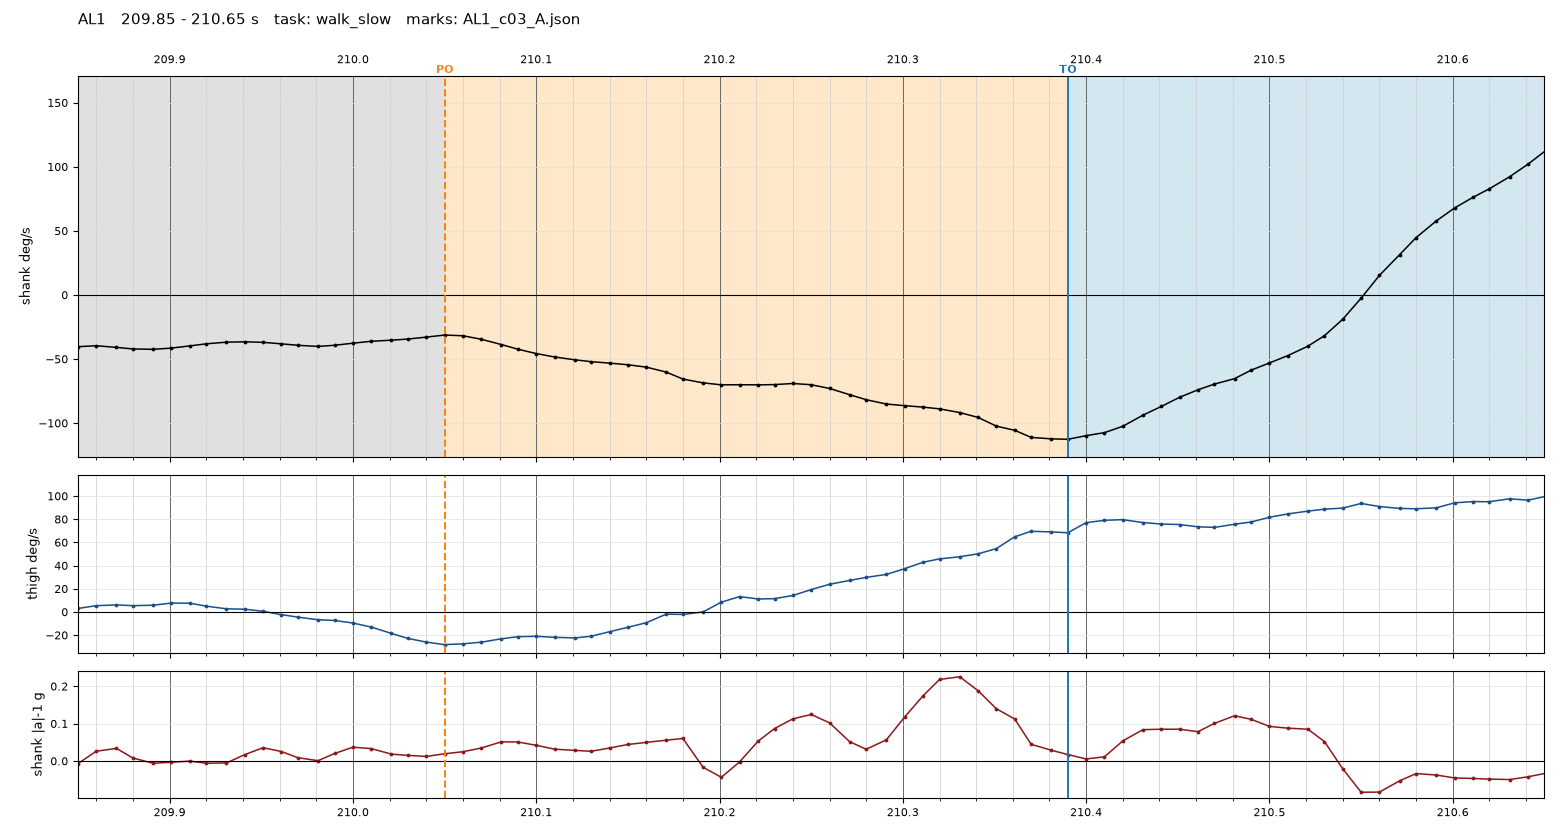 AL1 209.85 - 210.65 s task: walk_slow marks: AL1_c03_A.json
209.9 210.0 210.1 210.2 210.3 210.4 210.5 210.6
PO TO
shank deg/s
150
100
50
0
−50
−100
thigh deg/s
100
80
60
40
20
0
−20
shank |a|-1 g
0.2
0.1
0.0
209.9 210.0 210.1 210.2 210.3 210.4 210.5 210.6